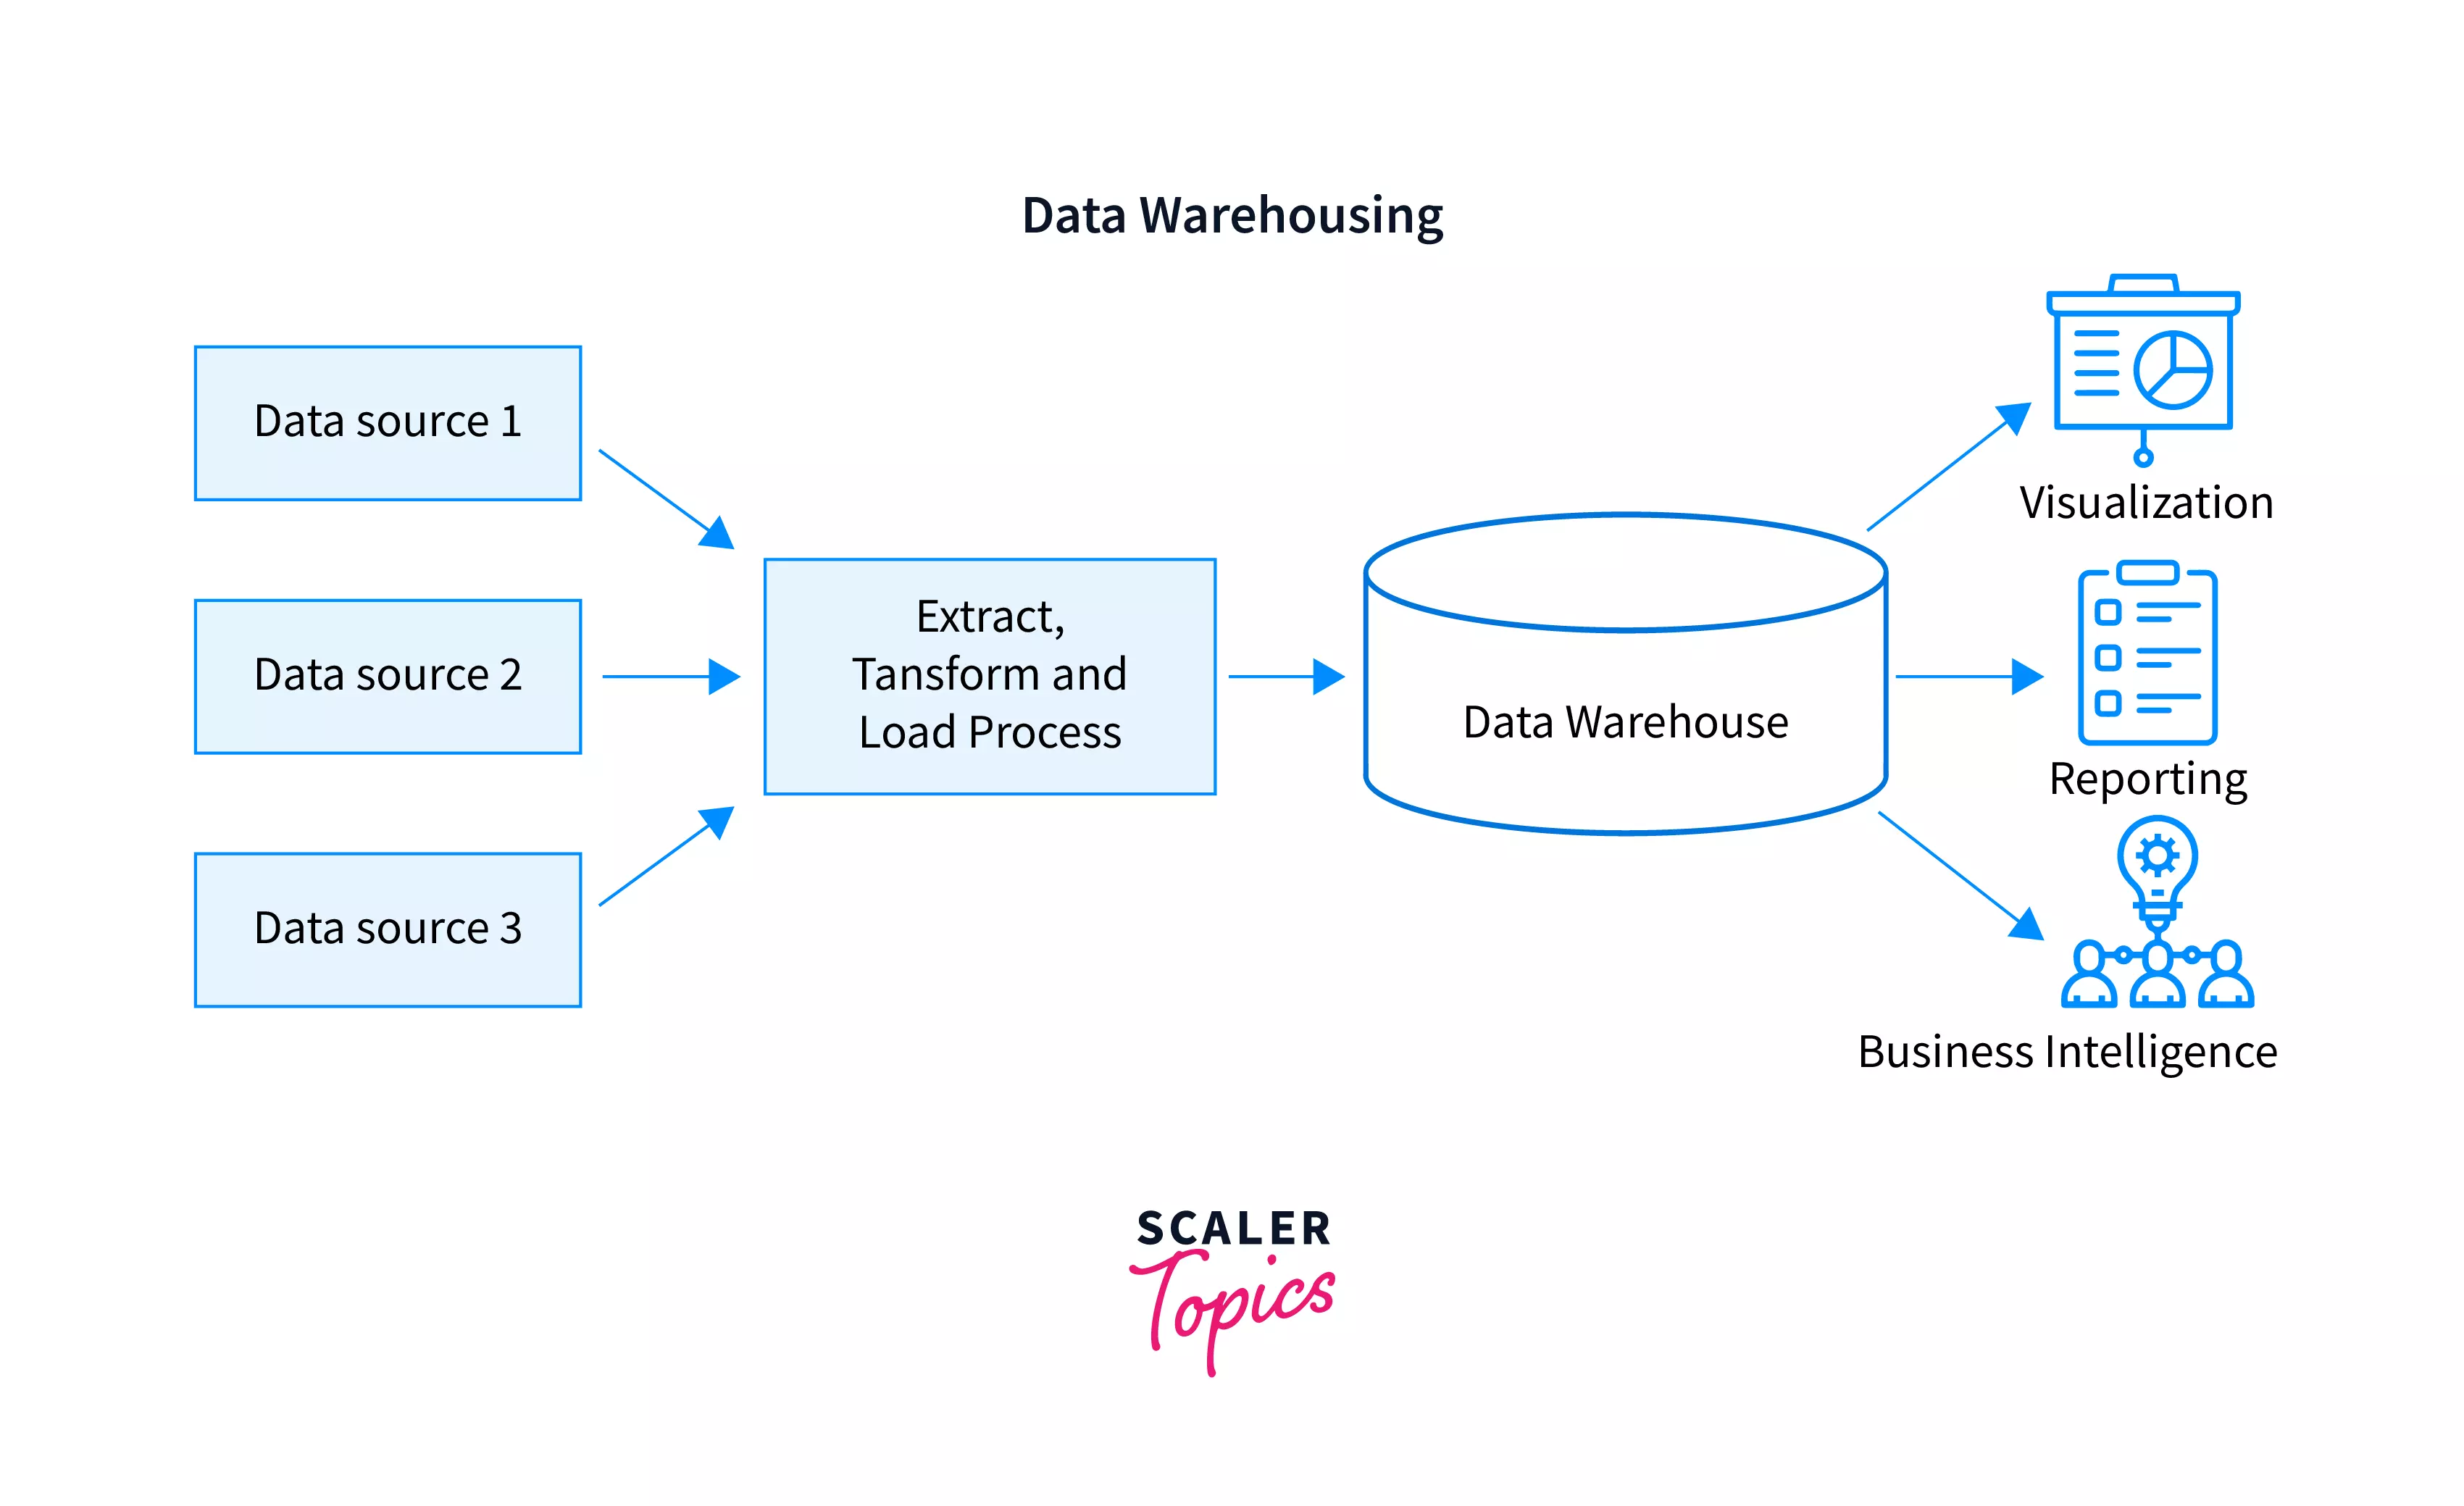 Data Warehousing
Data source 1
Data source 2
Data source 3
Extract,
Tansform and
Load Process
Data Warehouse
Visualization
Reporting
Business Intelligence
SCALER
Topics